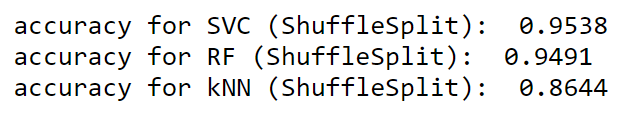 accuracy for SVC (ShuffleSplit):  0.9538
accuracy for RF (ShuffleSplit):  0.9491
accuracy for kNN (ShuffleSplit):  0.8644